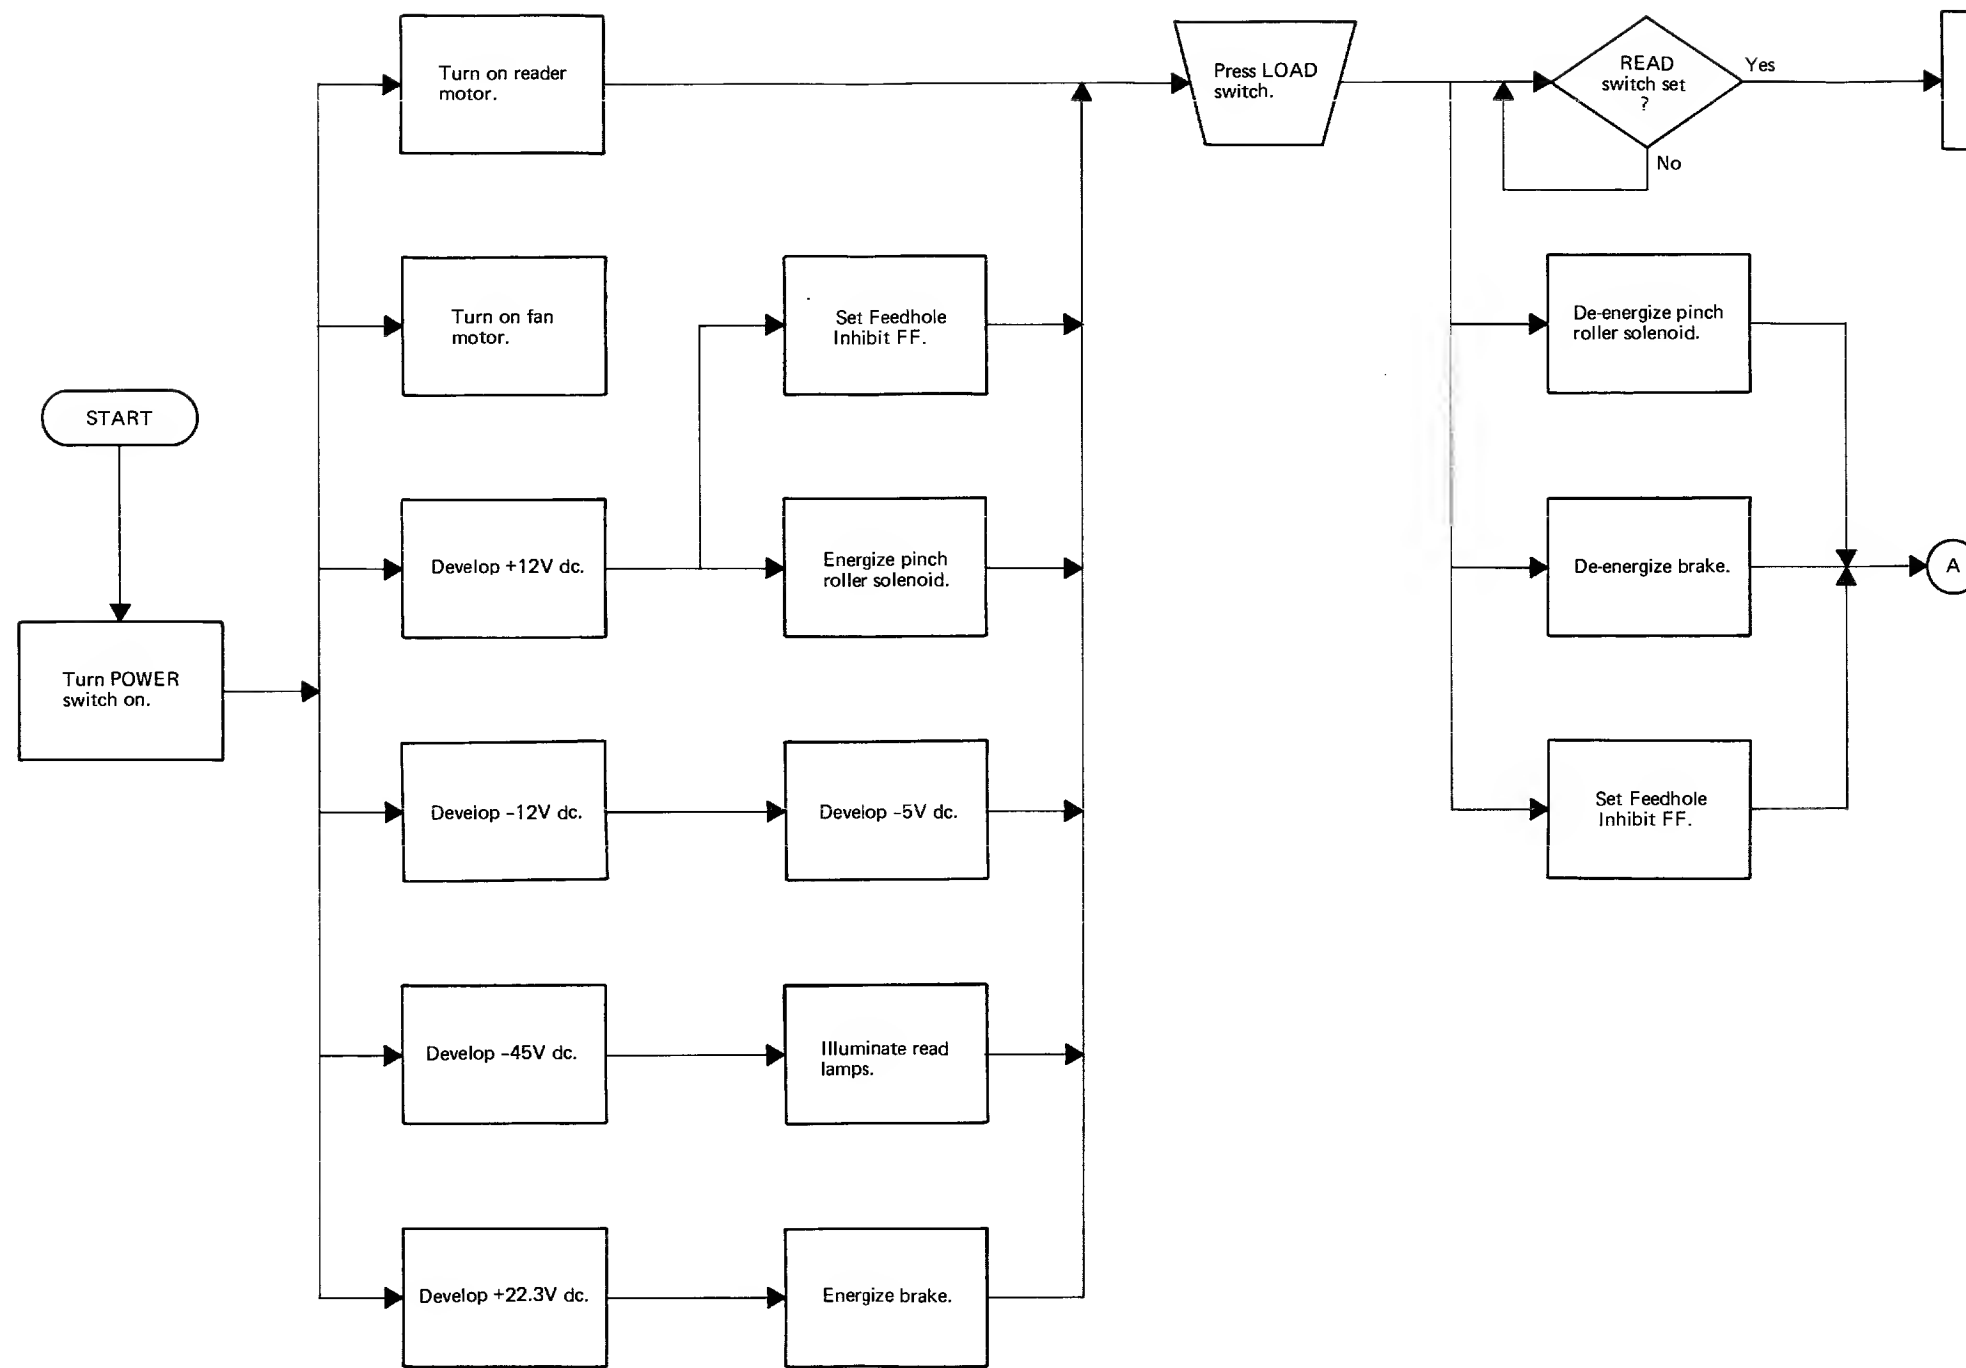 START
Turn POWER
switch on.
Turn on reader
motor.
Turn on fan
motor.
Develop +12V dc.
Develop -12V dc.
Develop -45V dc.
Develop +22.3V dc.
Set Feedhole
Inhibit FF.
Energize pinch
roller solenoid.
Develop -5V dc.
Illuminate read
lamps.
Energize brake.
Press LOAD
switch.
READ
switch set
?
Yes
No
De-energize pinch
roller solenoid.
De-energize brake.
Set Feedhole
Inhibit FF.
A